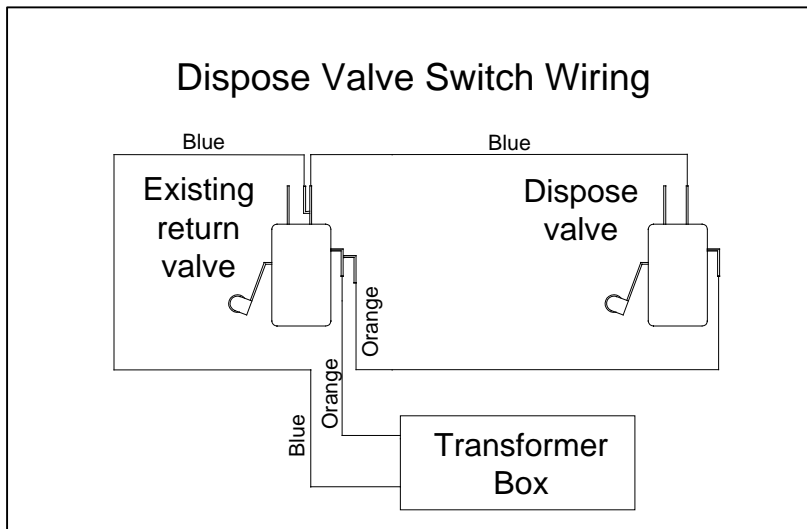 Dispose Valve Switch Wiring
Blue
Blue
Existing
return
valve
Dispose
valve
Orange
Orange
Blue
Transformer
Box